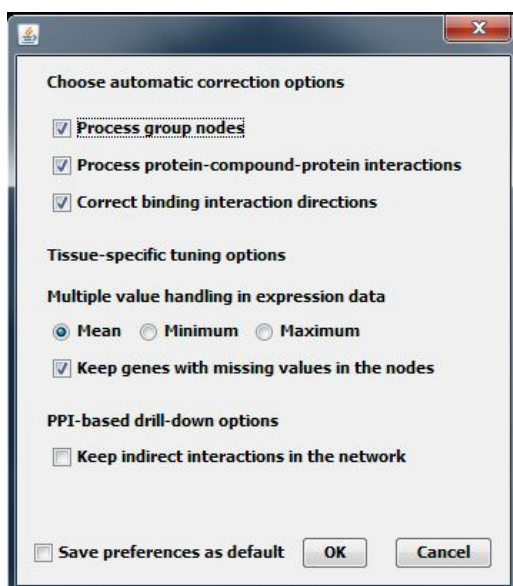 Choose automatic correction options
Process group nodes
Process protein-compound-protein interactions
Correct binding interaction directions
Tissue-specific tuning options
Multiple value handling in expression data
Mean Minimum Maximum
Keep genes with missing values in the nodes
PPI-based drill-down options
Keep indirect interactions in the network
Save preferences as default OK Cancel